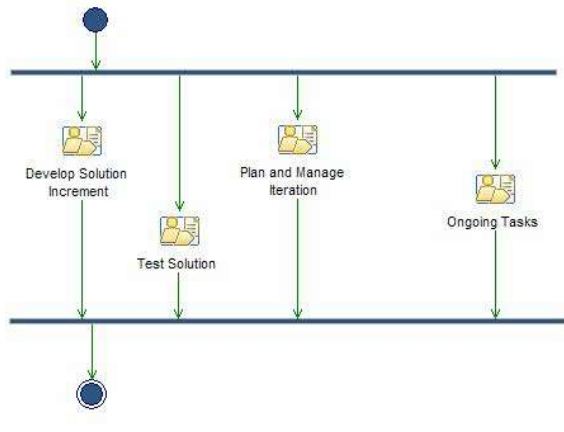 Develop Solution
Increment
Plan and Manage
Iteration
Ongoing Tasks
Test Solution